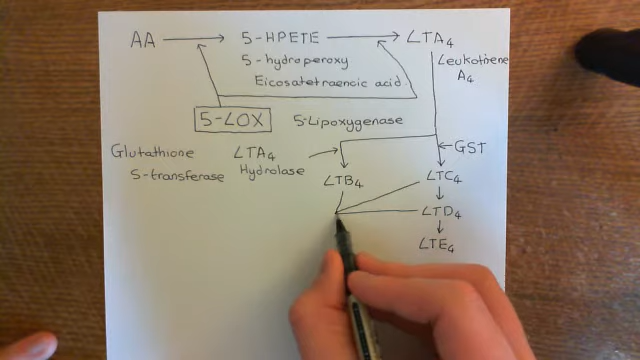 AA → 5-HPETE → LTA4
5-hydroperoxy
Eicosatetraencic acid
Leukotriene
A4
5-LOX
5-Lipoxygenase
Glutathione
S-transferase
LTA4
Hydrolase
GST
LTB4
LTC4
LTD4
LTE4